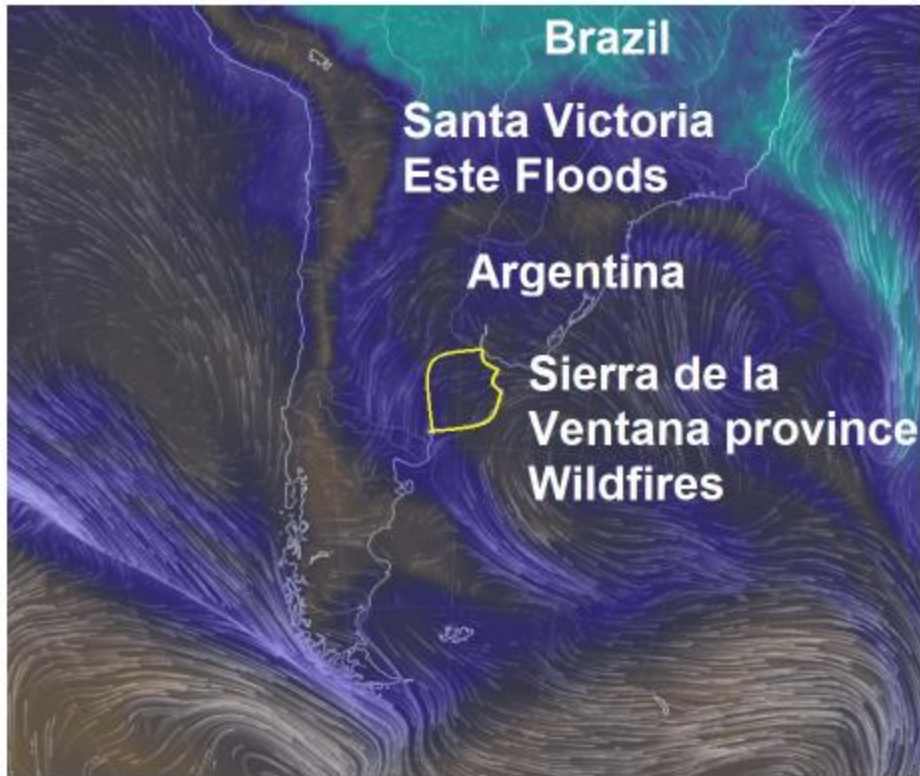 Brazil
Santa Victoria
Este Floods
Argentina
Sierra de la
Ventana province
Wildfires